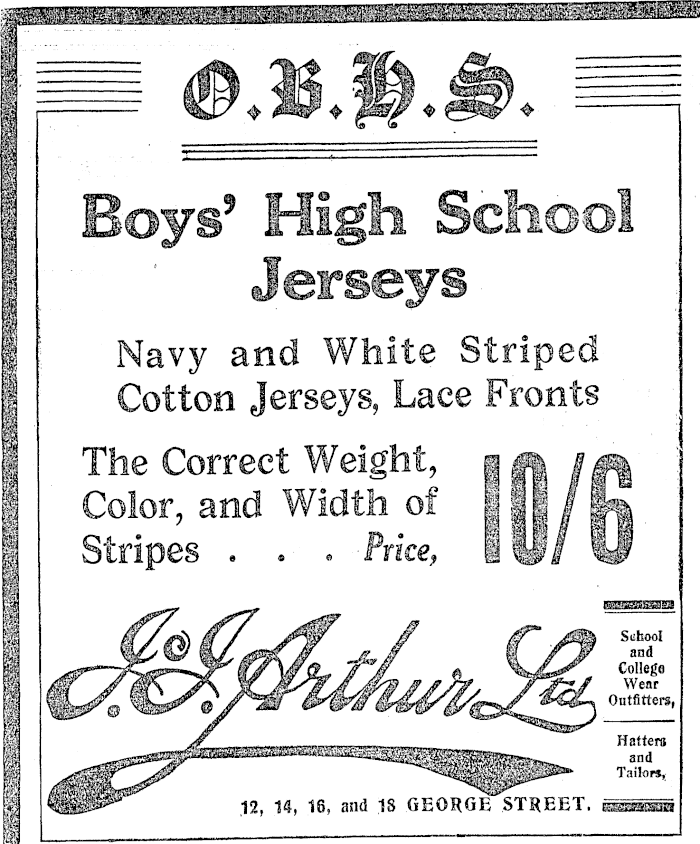 O.B.H.S.
Boys' High School
Jerseys
Navy and White Striped
Cotton Jerseys, Lace Fronts
The Correct Weight,
Color, and Width of
Stripes . . . Price,
10/6
J. J. Arthur Ltd
School
and
College
Wear
Outfitters,
Hatters
and
Tailors,
12, 14, 16, and 18 GEORGE STREET.